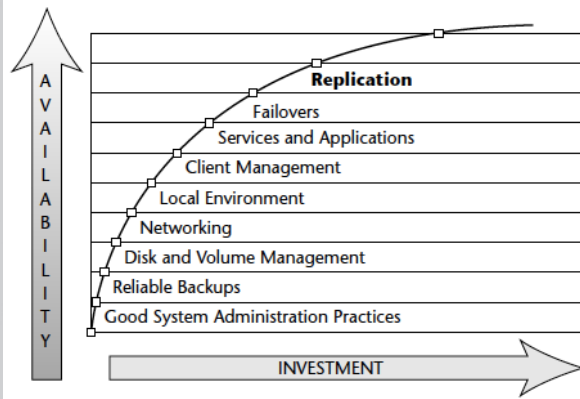 AVAILABILITY
Replication
Failovers
Services and Applications
Client Management
Local Environment
Networking
Disk and Volume Management
Reliable Backups
Good System Administration Practices
INVESTMENT